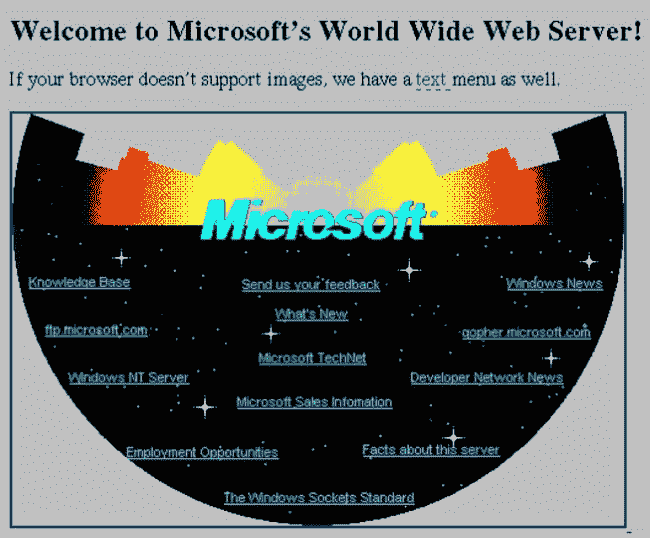 Welcome to Microsoft's World Wide Web Server!
If your browser doesn't support images, we have a text menu as well.
Microsoft
Knowledge Base
Send us your feedback
Windows News
What's New
ftp.microsoft.com
gopher.microsoft.com
Microsoft TechNet
Windows NT Server
Developer Network News
Microsoft Sales Infomation
Employment Opportunities
Facts about this server
The Windows Sockets Standard